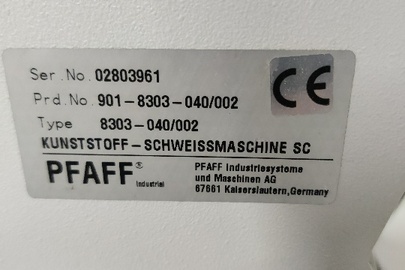 Ser.No. 02803961
Prd.No. 901-8303-040/002
Type 8303-040/002
KUNSTSTOFF-SCHWEISSMASCHINE SC
PFAFF®
Industrial
PFAFF Industriesysteme
und Maschinen AG
67661 Kaiserslautern,Germany
CE